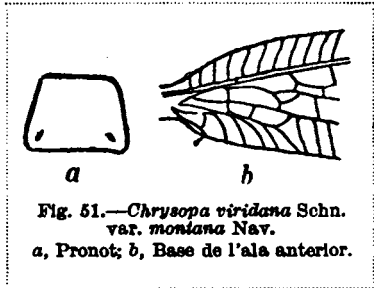 a
b
Fig. 51.—Chrysopa viridana Schn.
var. montana Nav.
a, Pronot; b, Base de l'ala anterior.